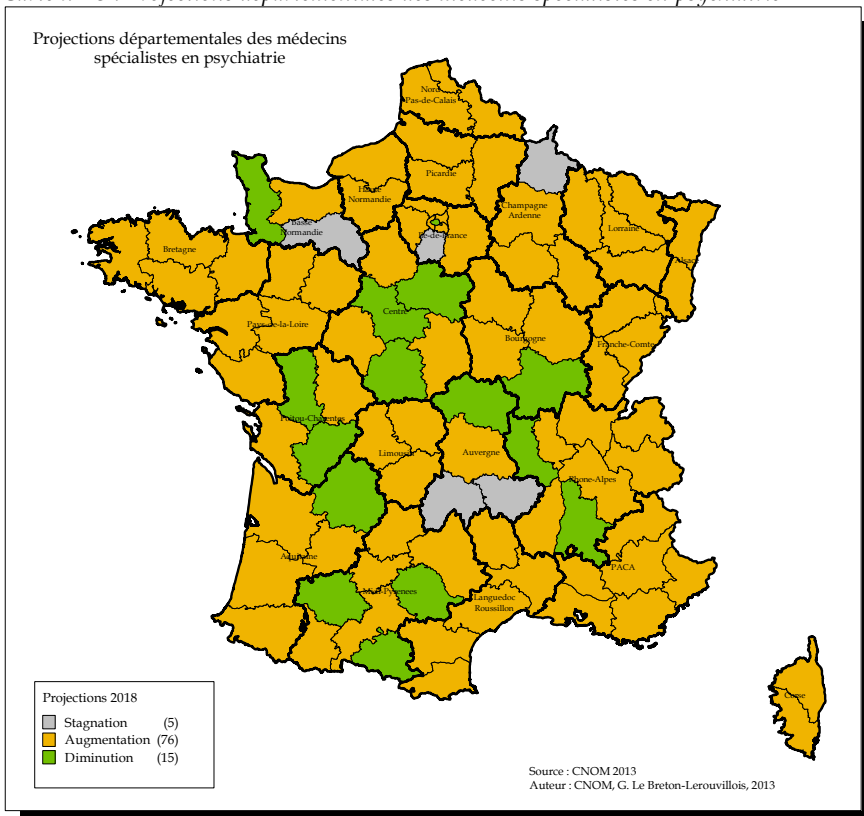 Projections départementales des médecins
spécialistes en psychiatrie
Nord
Pas-de-Calais
Picardie
Haute
Normandie
Champagne
Ardenne
Basse
Normandie
Ile-de-France
Lorraine
Alsace
Bretagne
Pays-de-la-Loire
Centre
Bourgogne
Franche-Comte
Poitou-Charentes
Limousin
Auvergne
Rhone-Alpes
Aquitaine
Midi-Pyrenees
Languedoc
Roussillon
PACA
Corse
Projections 2018
Stagnation (5)
Augmentation (76)
Diminution (15)
Source : CNOM 2013
Auteur : CNOM, G. Le Breton-Lerouvillois, 2013